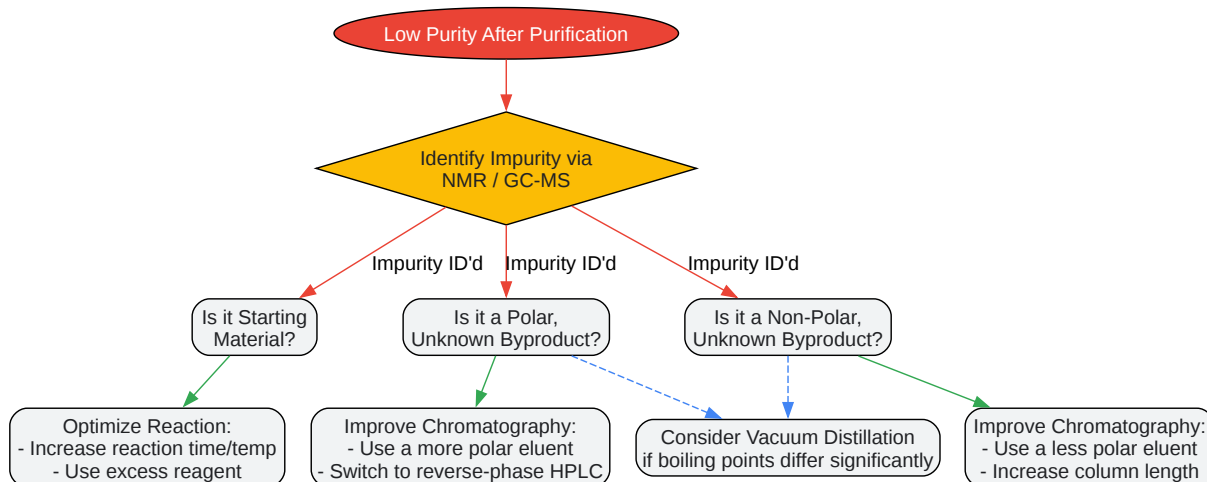 Low Purity After Purification
Identify Impurity via
NMR / GC-MS
Impurity ID'd
Impurity ID'd
Impurity ID'd
Is it Starting
Material?
Is it a Polar,
Unknown Byproduct?
Is it a Non-Polar,
Unknown Byproduct?
Optimize Reaction:
- Increase reaction time/temp
- Use excess reagent
Improve Chromatography:
- Use a more polar eluent
- Switch to reverse-phase HPLC
Consider Vacuum Distillation
if boiling points differ significantly
Improve Chromatography:
- Use a less polar eluent
- Increase column length